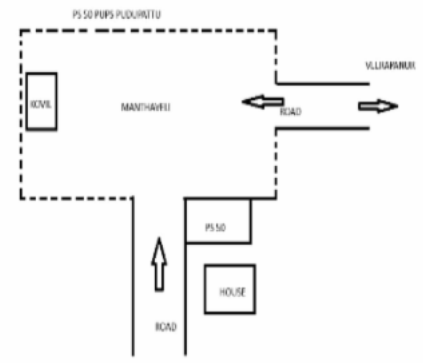 PS 50 PUPS PUDUPATTU
KOVIL
MANTHAVELI
ROAD
PS 50
HOUSE
ROAD